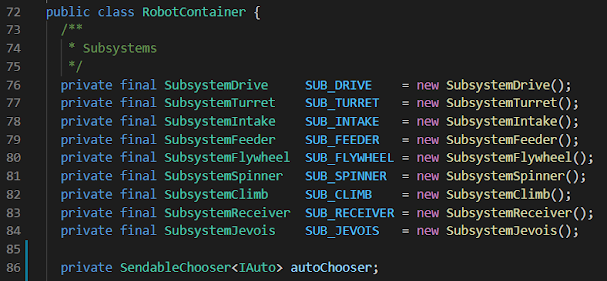 72 public class RobotContainer {
73 /**
74 * Subsystems
75 */
76 private final SubsystemDrive SUB_DRIVE = new SubsystemDrive();
77 private final SubsystemTurret SUB_TURRET = new SubsystemTurret();
78 private final SubsystemIntake SUB_INTAKE = new SubsystemIntake();
79 private final SubsystemFeeder SUB_FEEDER = new SubsystemFeeder();
80 private final SubsystemFlywheel SUB_FLYWHEEL = new SubsystemFlywheel();
81 private final SubsystemSpinner SUB_SPINNER = new SubsystemSpinner();
82 private final SubsystemClimb SUB_CLIMB = new SubsystemClimb();
83 private final SubsystemReceiver SUB_RECEIVER = new SubsystemReceiver();
84 private final SubsystemJevois SUB_JEVOIS = new SubsystemJevois();
85
86 private SendableChooser<IAuto> autoChooser;